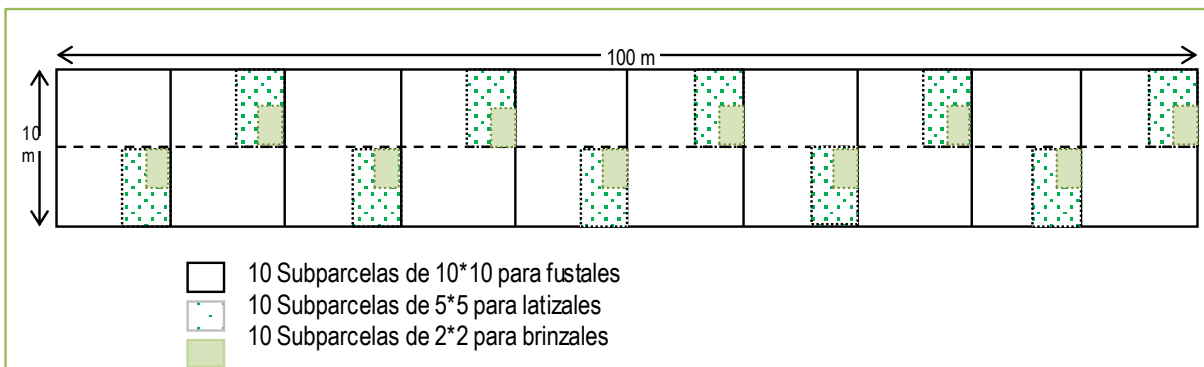 100 m
10
m
10 Subparcelas de 10*10 para fustales
10 Subparcelas de 5*5 para latizales
10 Subparcelas de 2*2 para brinzales